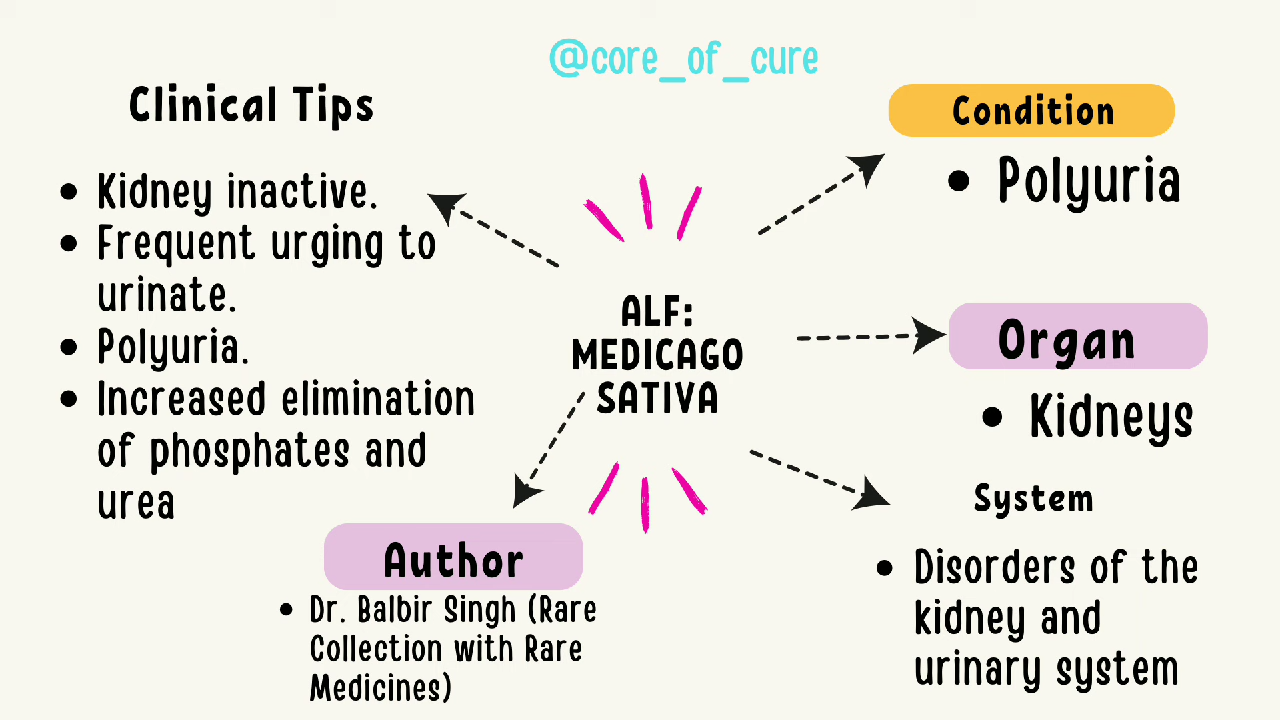 @core_of_cure
Clinical Tips
• Kidney inactive.
• Frequent urging to
urinate.
• Polyuria.
• Increased elimination
of phosphates and
urea
ALF:
MEDICAGO
SATIVA
Condition
• Polyuria
Organ
• Kidneys
System
• Disorders of the
kidney and
urinary system
Author
• Dr. Balbir Singh (Rare
Collection with Rare
Medicines)